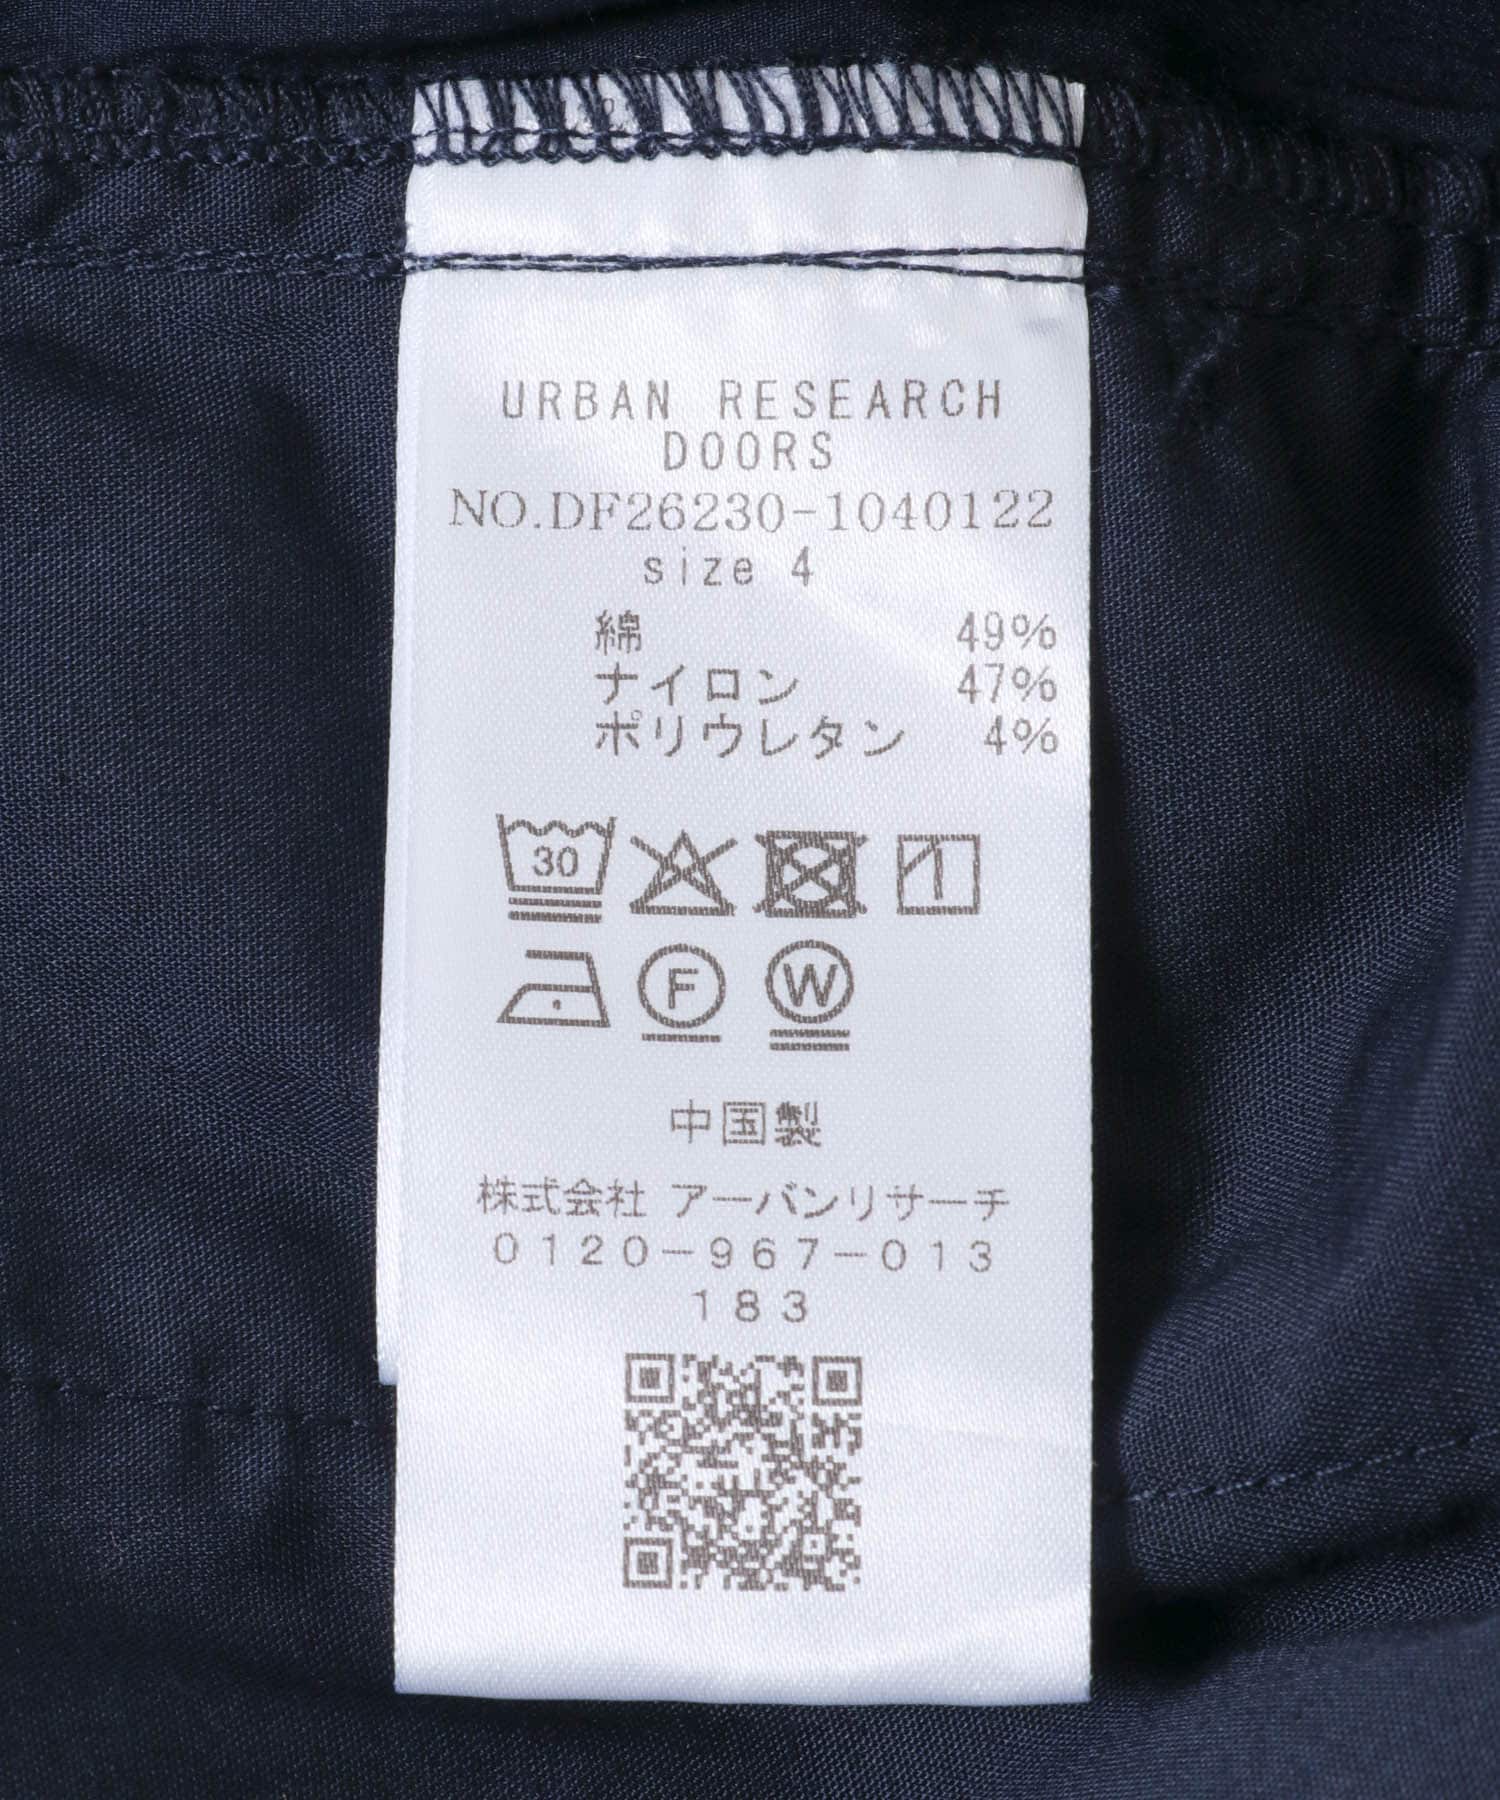 URBAN RESEARCH
DOORS
NO.DF26230-1040122
size 4
綿 49%
ナイロン 47%
ポリウレタン 4%
30
F W
中国製
株式会社 アーバンリサーチ
0120-967-013
183